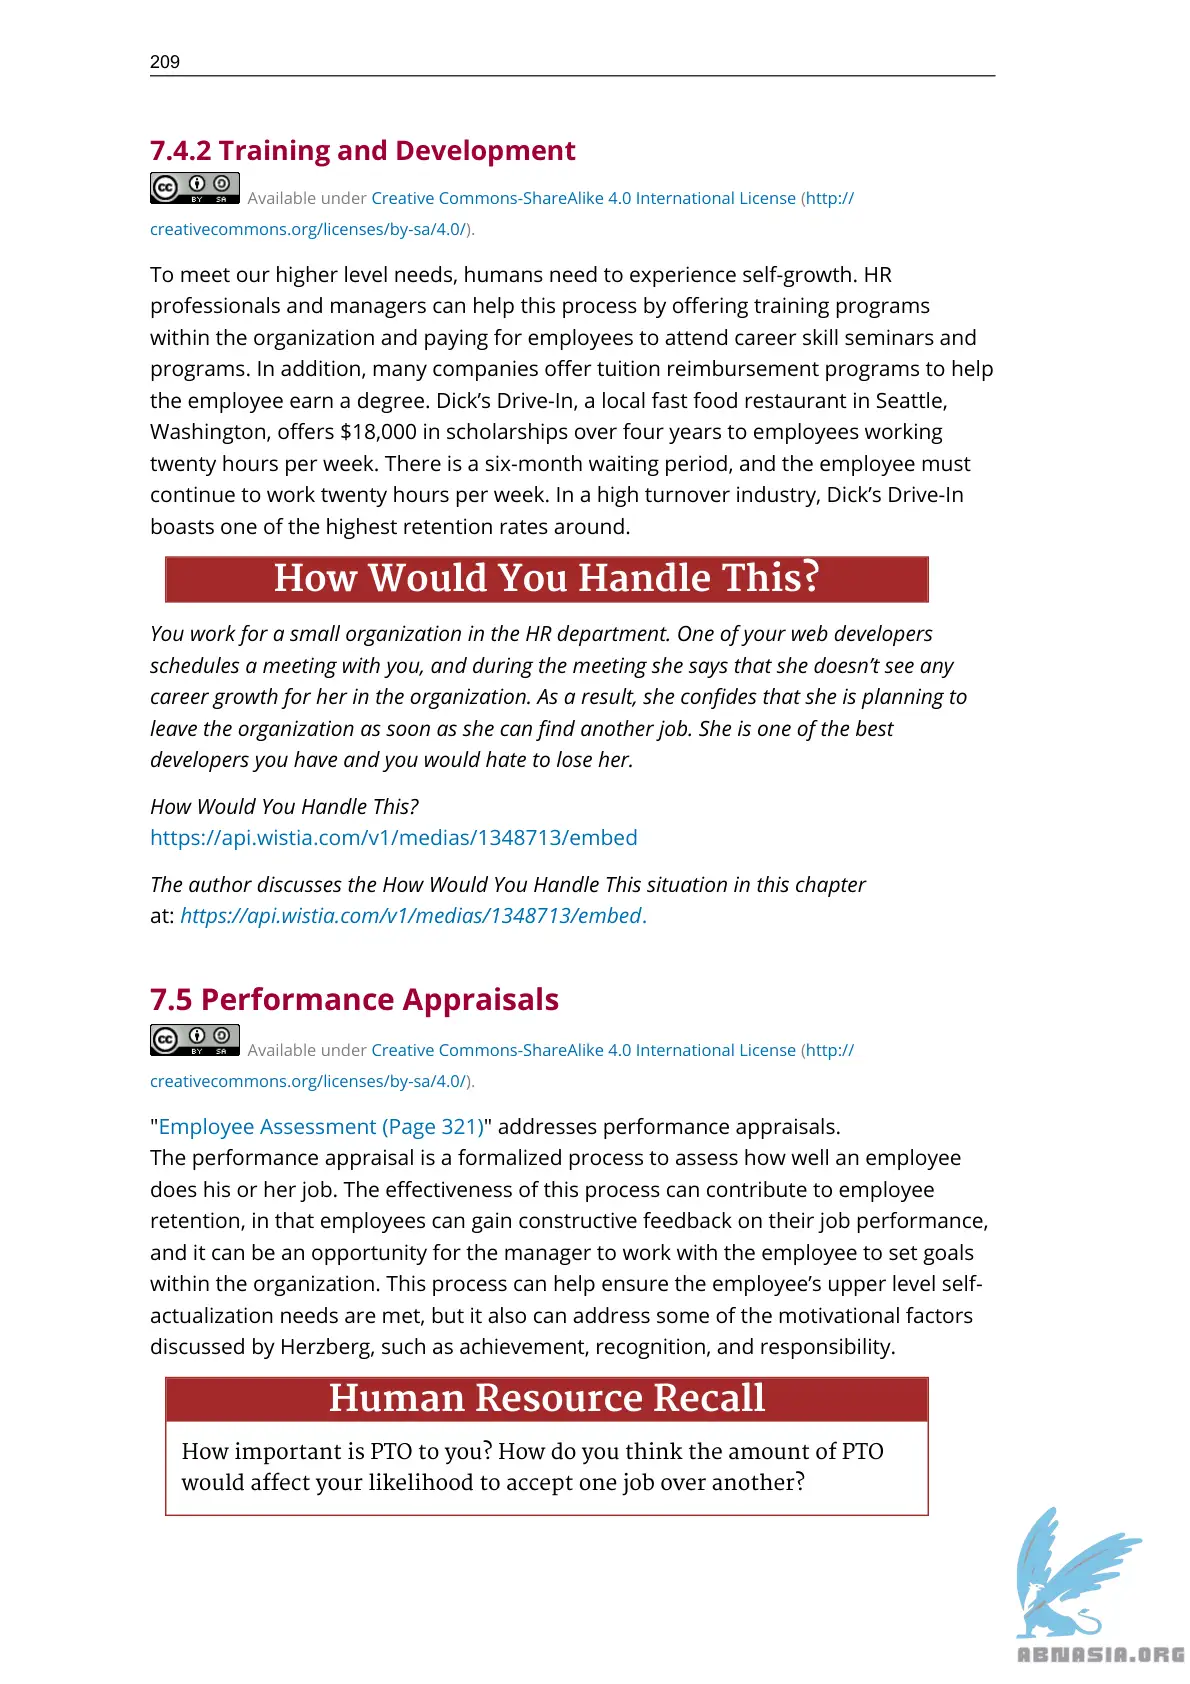 209
7.4.2 Training and Development
cc BY SA Available under Creative Commons-ShareAlike 4.0 International License (http://
creativecommons.org/licenses/by-sa/4.0/).
To meet our higher level needs, humans need to experience self-growth. HR
professionals and managers can help this process by offering training programs
within the organization and paying for employees to attend career skill seminars and
programs. In addition, many companies offer tuition reimbursement programs to help
the employee earn a degree. Dick’s Drive-In, a local fast food restaurant in Seattle,
Washington, offers $18,000 in scholarships over four years to employees working
twenty hours per week. There is a six-month waiting period, and the employee must
continue to work twenty hours per week. In a high turnover industry, Dick’s Drive-In
boasts one of the highest retention rates around.
How Would You Handle This?
You work for a small organization in the HR department. One of your web developers
schedules a meeting with you, and during the meeting she says that she doesn’t see any
career growth for her in the organization. As a result, she confides that she is planning to
leave the organization as soon as she can find another job. She is one of the best
developers you have and you would hate to lose her.
How Would You Handle This?
https://api.wistia.com/v1/medias/1348713/embed
The author discusses the How Would You Handle This situation in this chapter
at: https://api.wistia.com/v1/medias/1348713/embed.
7.5 Performance Appraisals
cc BY SA Available under Creative Commons-ShareAlike 4.0 International License (http://
creativecommons.org/licenses/by-sa/4.0/).
"Employee Assessment (Page 321)" addresses performance appraisals.
The performance appraisal is a formalized process to assess how well an employee
does his or her job. The effectiveness of this process can contribute to employee
retention, in that employees can gain constructive feedback on their job performance,
and it can be an opportunity for the manager to work with the employee to set goals
within the organization. This process can help ensure the employee’s upper level self-
actualization needs are met, but it also can address some of the motivational factors
discussed by Herzberg, such as achievement, recognition, and responsibility.
Human Resource Recall
How important is PTO to you? How do you think the amount of PTO
would affect your likelihood to accept one job over another?
ABNASIA.ORG